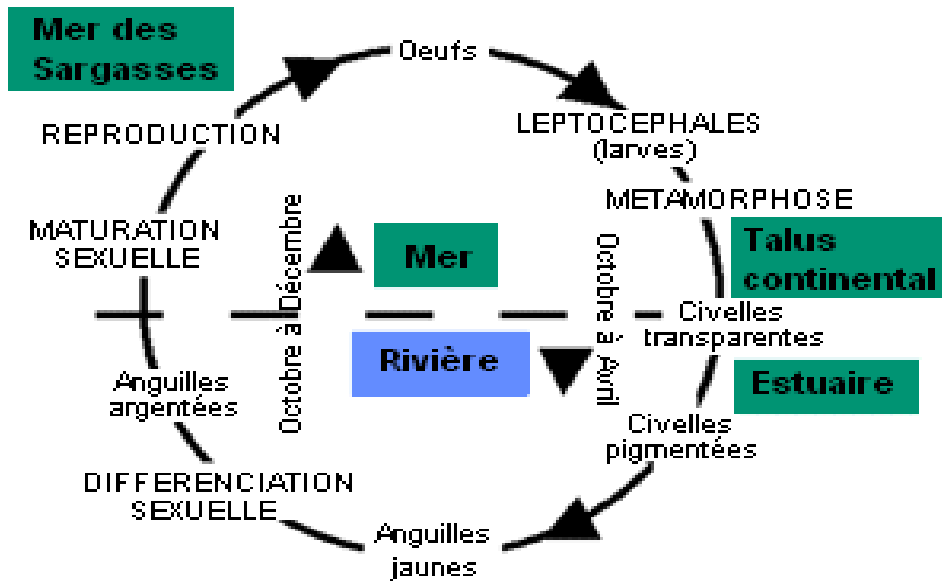 Mer des
Sargasses
Oeufs
REPRODUCTION
LEPTOCEPHALES
(larves)
METAMORPHOSE
MATURATION
SEXUELLE
Octobre à Décembre
Mer
Octobre à Avril
Talus
continental
Civelles
transparentes
Rivière
Estuaire
Anguilles
argentées
Civelles
pigmentées
DIFFERENCIATION
SEXUELLE
Anguilles
jaunes